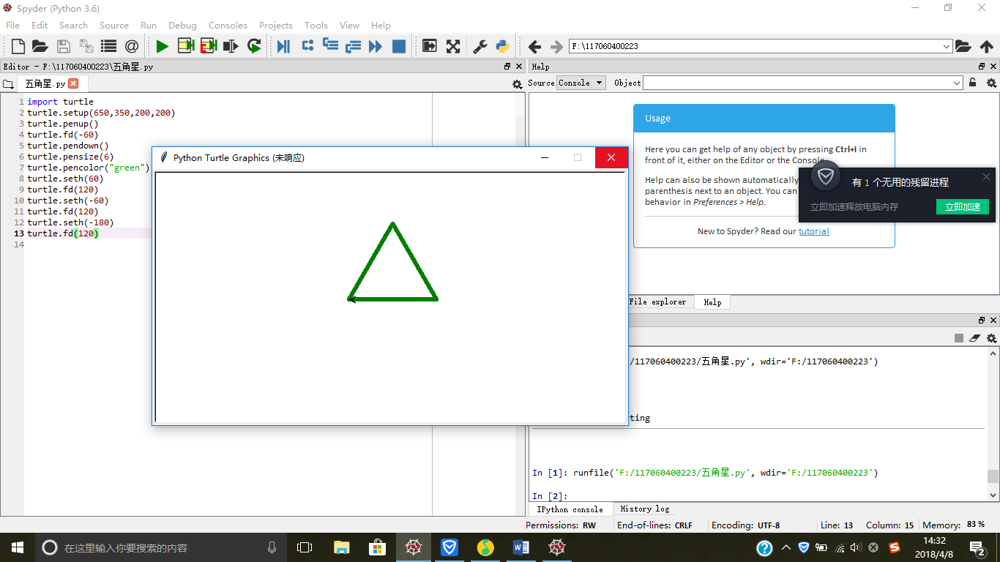 Spyder (Python 3.6)
File Edit Search Source Run Debug Consoles Projects Tools View Help
F:\117060400223
Editor - F:\117060400223\五角星.py
五角星.py
1 import turtle
2 turtle.setup(650,350,200,200)
3 turtle.penup()
4 turtle.fd(-60)
5 turtle.pendown()
6 turtle.pensize(6)
7 turtle.pencolor("green")
8 turtle.seth(60)
9 turtle.fd(120)
10 turtle.seth(-60)
11 turtle.fd(120)
12 turtle.seth(-180)
13 turtle.fd(120)
14
Python Turtle Graphics (未响应)
Help
Source Console Object
Usage
Here you can get help of any object by pressing Ctrl+I in
front of it, either on the Editor or the Console.
Help can also be shown automatically
parenthesis next to an object. You can
behavior in Preferences > Help.
New to Spyder? Read our tutorial
有 1 个无用的残留进程
立即加速释放电脑内存 立即加速
File explorer Help
/117060400223/五角星.py', wdir='F:/117060400223')
ting
In [1]: runfile('F:/117060400223/五角星.py', wdir='F:/117060400223')
In [2]:
IPython console History log
Permissions: RW End-of-lines: CRLF Encoding: UTF-8 Line: 13 Column: 15 Memory: 83 %
在这里输入你要搜索的内容
14:32
2018/4/8
2